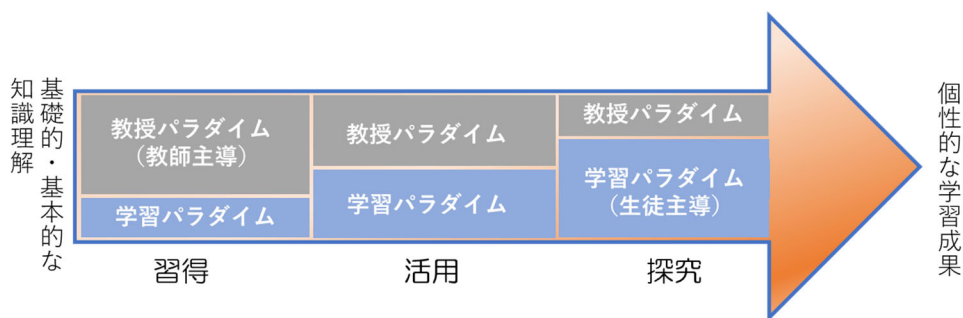 基礎的・基本的な
知識理解
教授パラダイム
（教師主導）
学習パラダイム
習得
教授パラダイム
学習パラダイム
活用
教授パラダイム
学習パラダイム
（生徒主導）
探究
個性的な学習成果